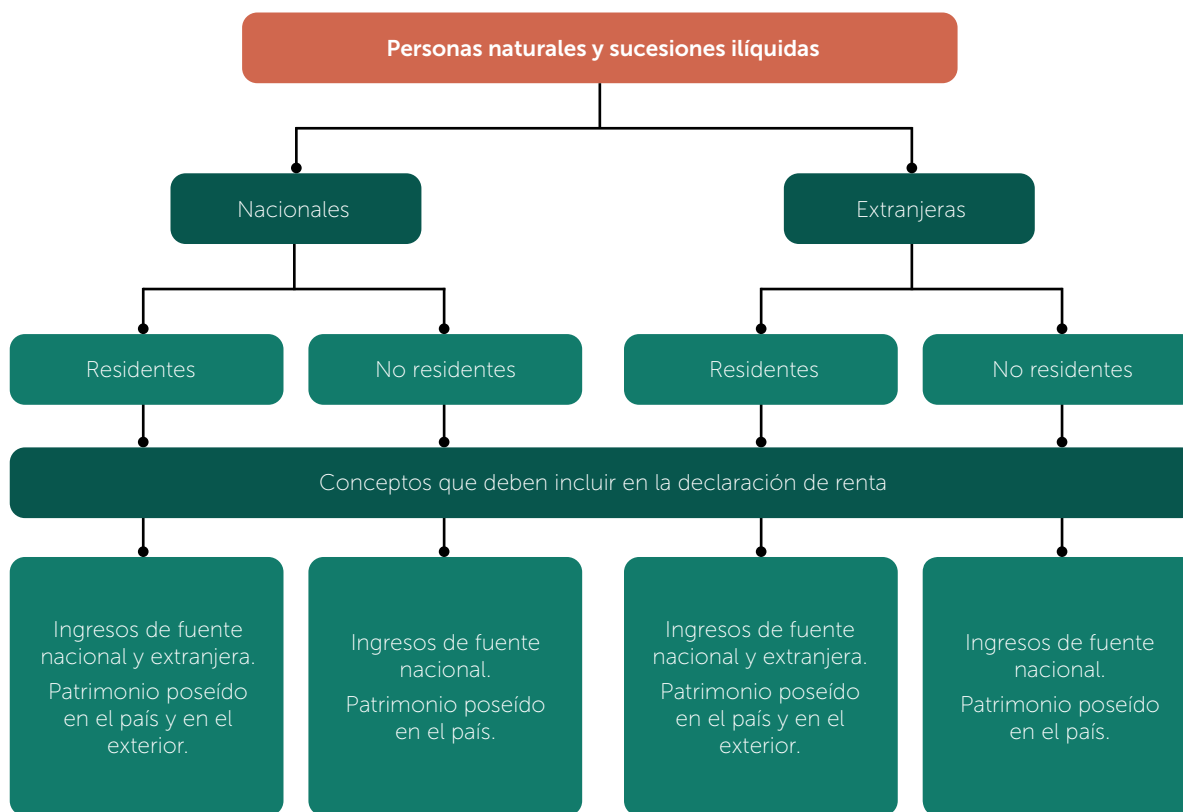 Personas naturales y sucesiones ilíquidas
Nacionales
Extranjeras
Residentes
No residentes
Residentes
No residentes
Conceptos que deben incluir en la declaración de renta
Ingresos de fuente
nacional y extranjera.
Patrimonio poseído
en el país y en el
exterior.
Ingresos de fuente
nacional.
Patrimonio poseído
en el país.
Ingresos de fuente
nacional y extranjera.
Patrimonio poseído
en el país y en el
exterior.
Ingresos de fuente
nacional.
Patrimonio poseído
en el país.